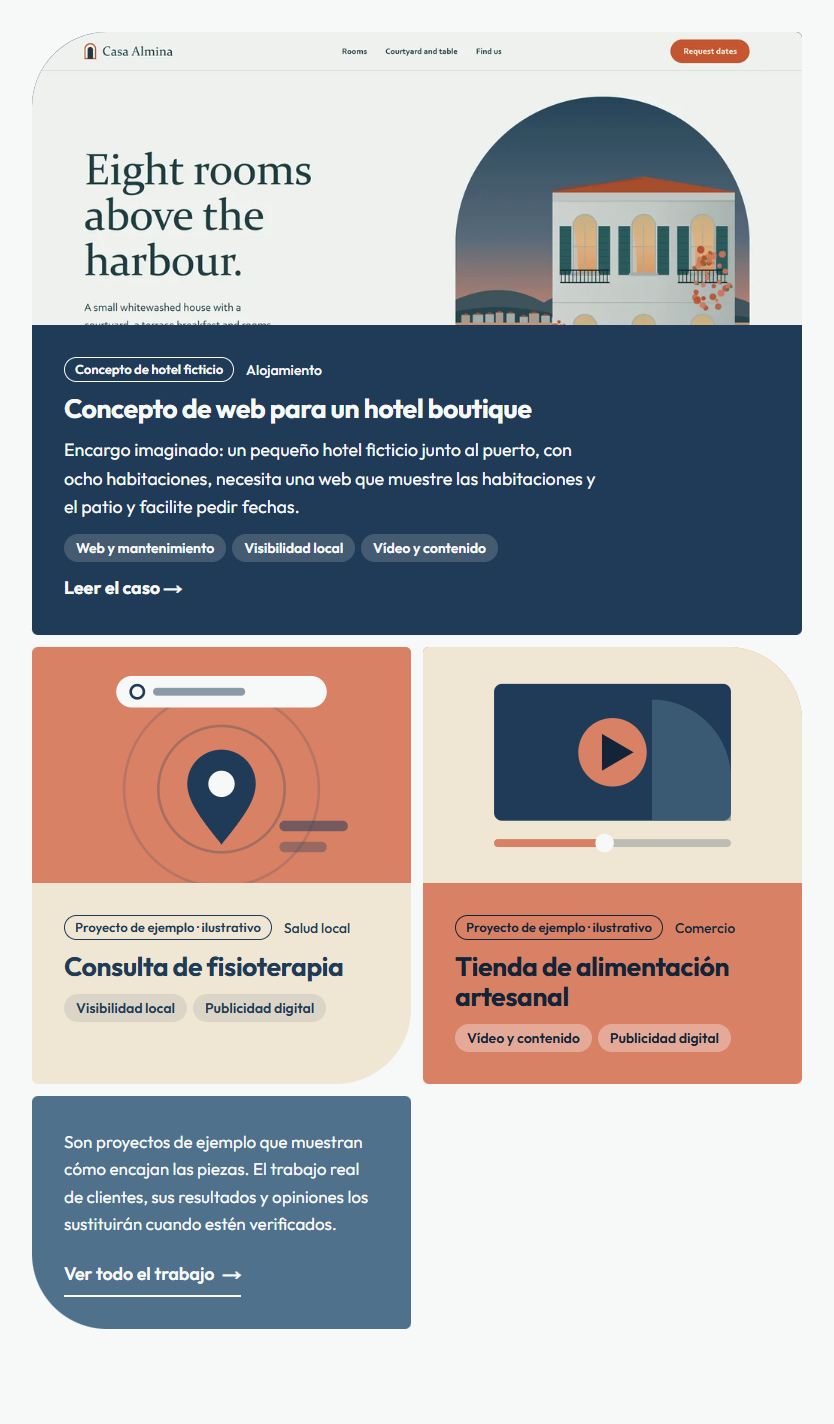 Casa Almina
Rooms
Courtyard and table
Find us
Request dates
Eight rooms
above the
harbour.
A small whitewashed house with a
courtyard, a terrace breakfast and rooms
Concepto de hotel ficticio
Alojamiento
Concepto de web para un hotel boutique
Encargo imaginado: un pequeño hotel ficticio junto al puerto, con
ocho habitaciones, necesita una web que muestre las habitaciones y
el patio y facilite pedir fechas.
Web y mantenimiento
Visibilidad local
Vídeo y contenido
Leer el caso →
Proyecto de ejemplo · ilustrativo
Salud local
Consulta de fisioterapia
Visibilidad local
Publicidad digital
Proyecto de ejemplo · ilustrativo
Comercio
Tienda de alimentación
artesanal
Vídeo y contenido
Publicidad digital
Son proyectos de ejemplo que muestran
cómo encajan las piezas. El trabajo real
de clientes, sus resultados y opiniones los
sustituirán cuando estén verificados.
Ver todo el trabajo →